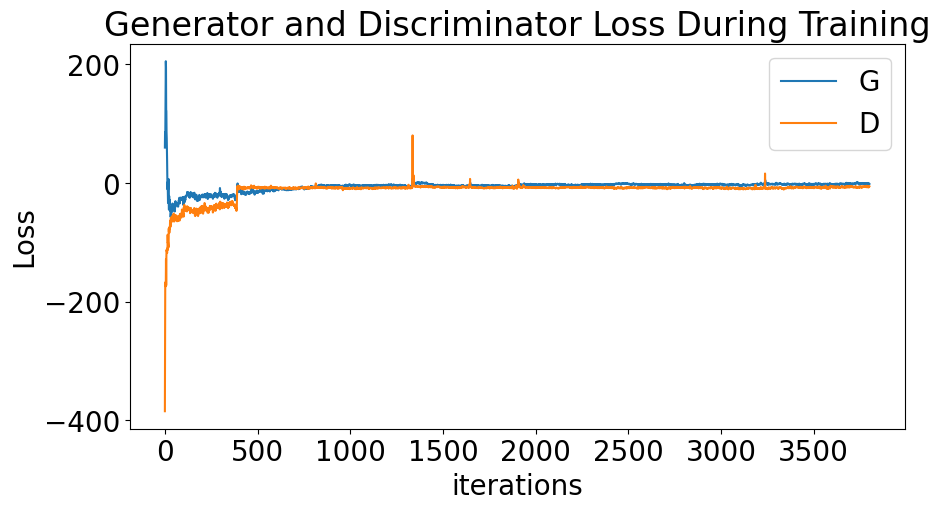 Generator and Discriminator Loss During Training
G
D
200
0
−200
−400
Loss
0 500 1000 1500 2000 2500 3000 3500
iterations